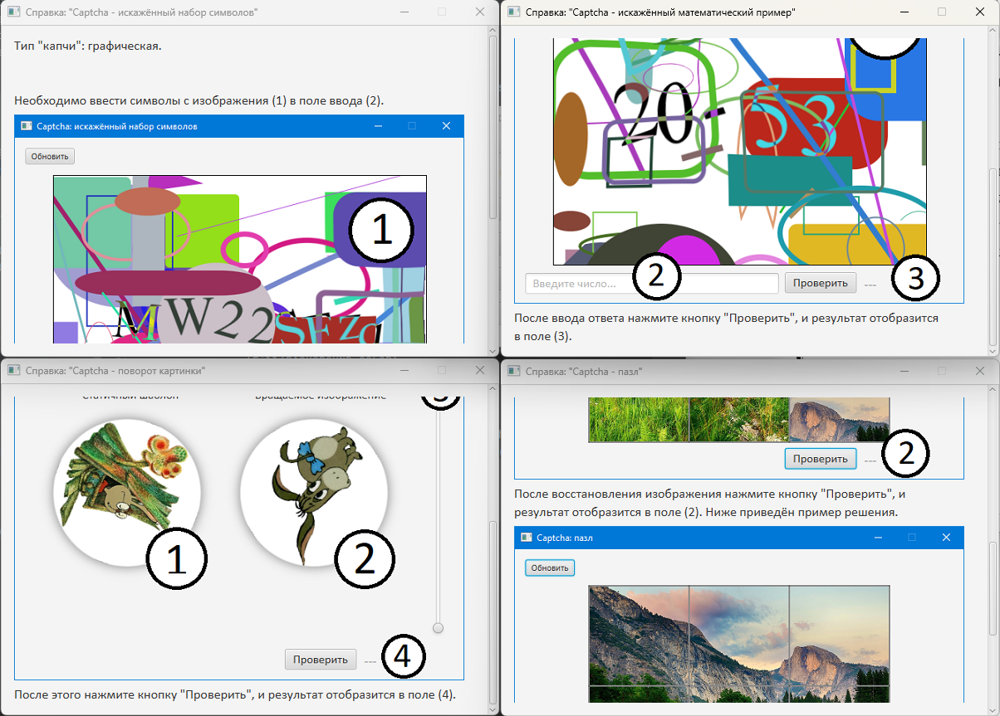 Справка: "Captcha - искажённый набор символов"
Тип "капчи": графическая.
Необходимо ввести символы с изображения (1) в поле ввода (2).
Captcha: искажённый набор символов
Обновить
1
MW22SFZC
Справка: "Captcha - искажённый математический пример"
20+53
Введите число...
2
Проверить
---
3
После ввода ответа нажмите кнопку "Проверить", и результат отобразится
в поле (3).
Справка: "Captcha - поворот картинки"
Статичный шаблон
Вращаемое изображение
3
1
2
Проверить
---
4
После этого нажмите кнопку "Проверить", и результат отобразится в поле (4).
Справка: "Captcha - пазл"
Проверить
---
2
После восстановления изображения нажмите кнопку "Проверить", и
результат отобразится в поле (2). Ниже приведён пример решения.
Captcha: пазл
Обновить